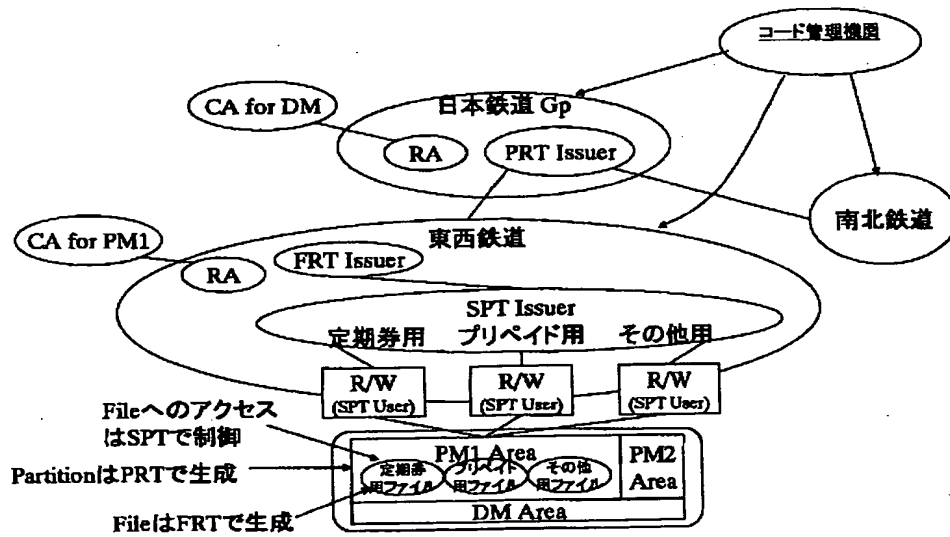 コード管理機関
CA for DM
日本鉄道 Gp
RA
PRT Issuer
南北鉄道
CA for PM1
東西鉄道
RA
FRT Issuer
SPT Issuer
定期券用
プリペイド用
その他用
R/W
(SPT User)
R/W
(SPT User)
R/W
(SPT User)
Fileへのアクセス
はSPTで制御
PM1 Area
PM2
Area
PartitionはPRTで生成
定期券
用ファイル
プリペイド
用ファイル
その他
用ファイル
FileはFRTで生成
DM Area